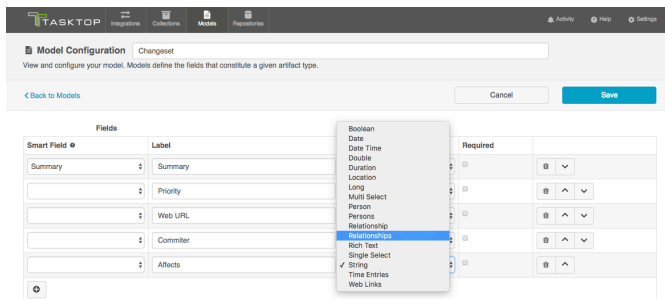 TASKTOP Integrations Collections Models Repositories Activity Help Settings
Model Configuration Changeset
View and configure your model. Models define the fields that constitute a given artifact type.
Back to Models Cancel Save
Fields
Smart Field Label Required
Summary Summary
Priority
Web URL
Commiter
Affects
Boolean
Date
Date Time
Double
Duration
Location
Long
Multi Select
Person
Persons
Relationship
Relationships
Rich Text
Single Select
✓ String
Time Entries
Web Links